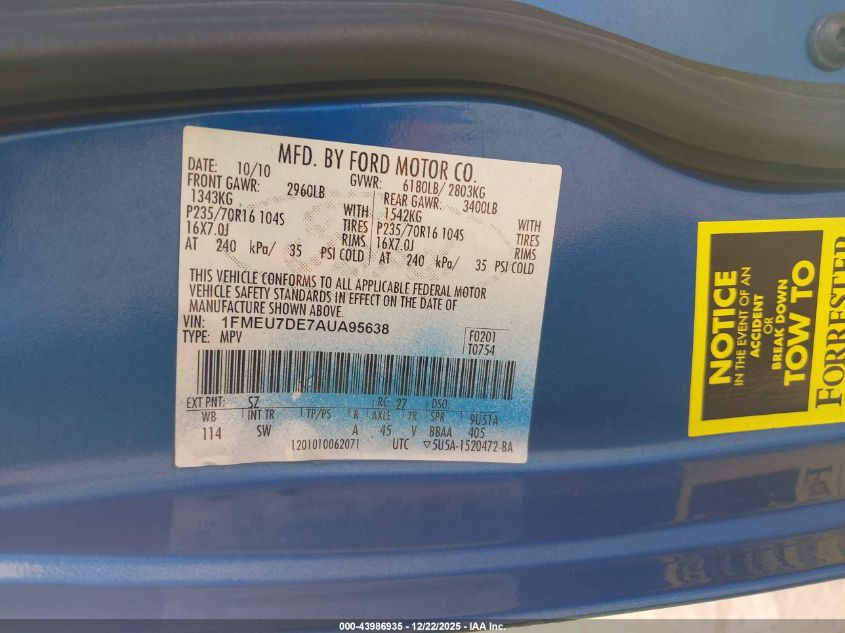 MFD. BY FORD MOTOR CO.
DATE: 10/10 GVWR: 6180LB/ 2803KG
FRONT GAWR: 2960LB REAR GAWR: 3400LB
1343KG WITH 1542KG WITH
P235/70R16 104S TIRES P235/70R16 104S TIRES
16X7.0J RIMS 16X7.0J RIMS
AT 240 kPa/ 35 PSI COLD AT 240 kPa/ 35 PSI COLD
THIS VEHICLE CONFORMS TO ALL APPLICABLE FEDERAL MOTOR
VEHICLE SAFETY STANDARDS IN EFFECT ON THE DATE OF
MANUFACTURE SHOWN ABOVE.
VIN: 1FMEU7DE7AUA95638 F0201
TYPE: MPV T0754
EXT PNT: SZ RC: 27 DSO:
WB INT TR TP/PS R AXLE TR SPR 9U51A
114 SW A 45 V BBAA 405
1201010062071 UTC ▽5U5A-1520472-BA
NOTICE
IN THE EVENT OF AN
ACCIDENT
OR
BREAK DOWN
TOW TO
FORRESTER
000-43986935 - 12/22/2025 - IAA Inc.